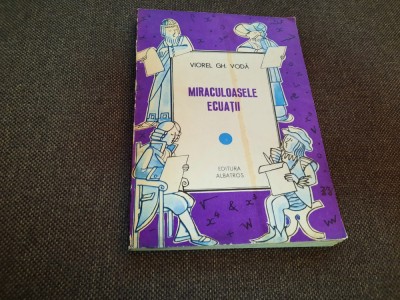 VIOREL GH. VODĂ
MIRACULOASELE
ECUAȚII
EDITURA
ALBATROS